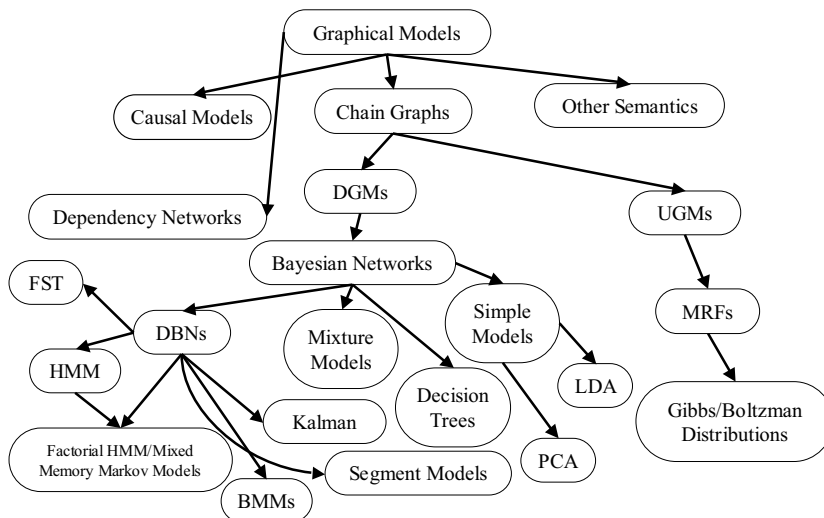 Graphical Models
Causal Models
Chain Graphs
Other Semantics
DGMs
Dependency Networks
UGMs
Bayesian Networks
FST
DBNs
Mixture
Models
Simple
Models
MRFs
HMM
Decision
Trees
LDA
Kalman
Gibbs/Boltzman
Distributions
Factorial HMM/Mixed
Memory Markov Models
Segment Models
PCA
BMMs